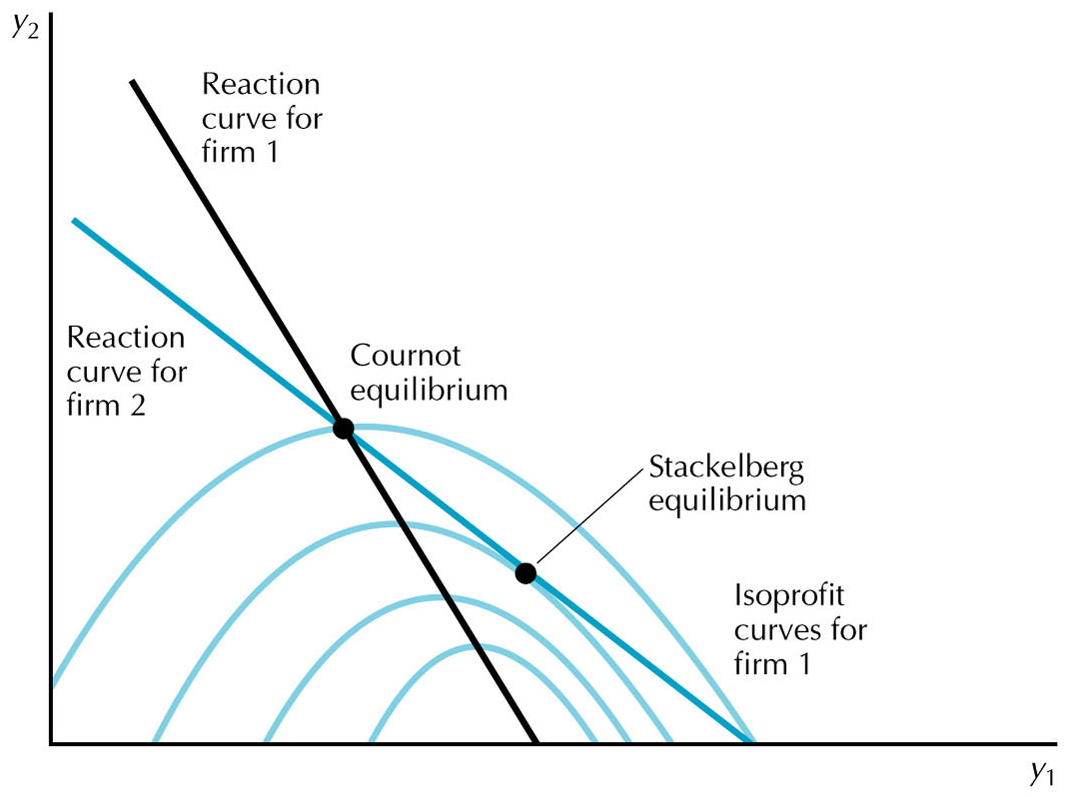 y2
Reaction
curve for
firm 1
Reaction
curve for
firm 2
Cournot
equilibrium
Stackelberg
equilibrium
Isoprofit
curves for
firm 1
y1